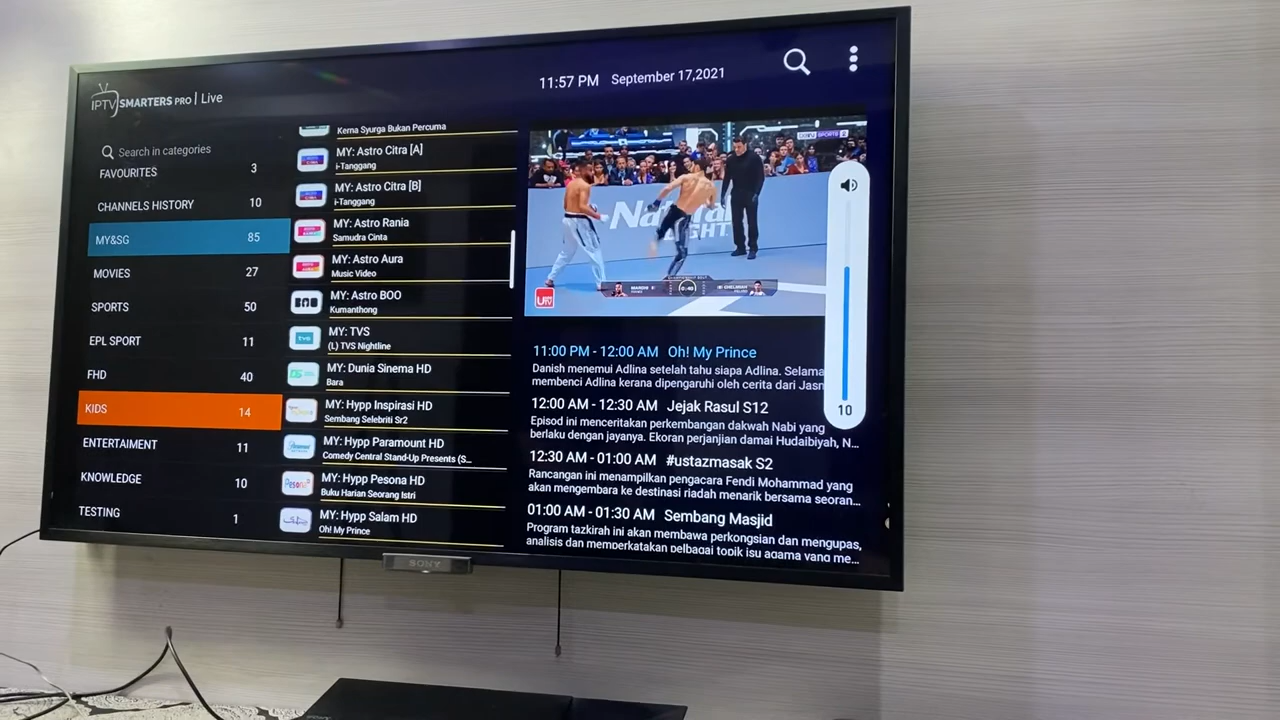 IPTV SMARTERS PRO | Live
11:57 PM September 17,2021
Search in categories
FAVOURITES 3
CHANNELS HISTORY 10
MY&SG 85
MOVIES 27
SPORTS 50
EPL SPORT 11
FHD 40
KIDS 14
ENTERTAIMENT 11
KNOWLEDGE 10
TESTING 1
Kerna Syurga Bukan Percuma
MY: Astro Citra [A]
i-Tanggang
MY: Astro Citra [B]
i-Tanggang
MY: Astro Rania
Samudra Cinta
MY: Astro Aura
Music Video
MY: Astro BOO
Kumanthong
MY: TVS
(L) TVS Nightline
MY: Dunia Sinema HD
Bara
MY: Hypp Inspirasi HD
Sembang Selebriti Sr2
MY: Hypp Paramount HD
Comedy Central Stand-Up Presents (S...
MY: Hypp Pesona HD
Buku Harian Seorang Istri
MY: Hypp Salam HD
Oh! My Prince
beIN SPORTS 2
Natural
LIGHT
0:40
10
11:00 PM - 12:00 AM Oh! My Prince
Danish menemui Adlina setelah tahu siapa Adlina. Selama
membenci Adlina kerana dipengaruhi oleh cerita dari Jasm
12:00 AM - 12:30 AM Jejak Rasul S12
Episod ini menceritakan perkembangan dakwah Nabi yang
berlaku dengan jayanya. Ekoran perjanjian damai Hudaibiyah, N...
12:30 AM - 01:00 AM #ustazmasak S2
Rancangan ini menampilkan pengacara Fendi Mohammad yang
akan mengembara ke destinasi riadah menarik bersama seoran...
01:00 AM - 01:30 AM Sembang Masjid
Program tazkirah ini akan membawa perkongsian dan mengupas,
analisis dan memperkatakan pelbagai topik isu agama yang me...
SONY